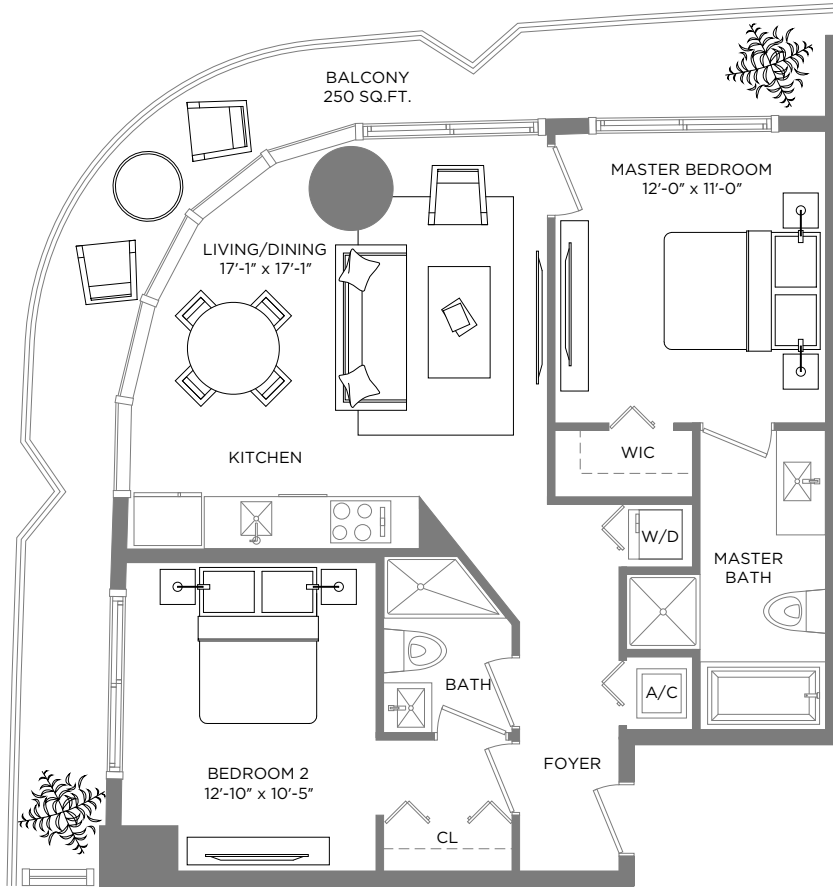 BALCONY
250 SQ.FT.
MASTER BEDROOM
12'-0" x 11'-0"
LIVING/DINING
17'-1" x 17'-1"
KITCHEN
WIC
W/D
MASTER
BATH
BATH
A/C
FOYER
BEDROOM 2
12'-10" x 10'-5"
CL